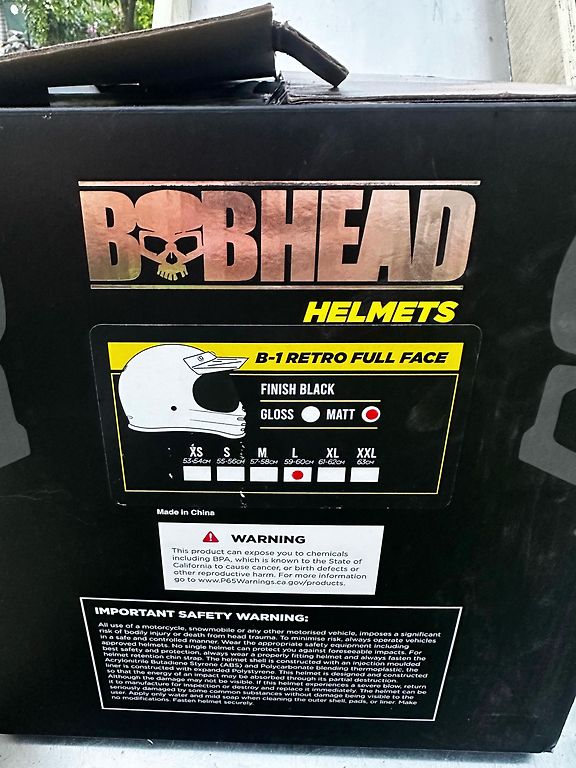 BOBHEAD
HELMETS
B-1 RETRO FULL FACE
FINISH BLACK
GLOSS MATT
XS S M L XL XXL
53-54CM 55-56CM 57-58CM 59-60CM 61-62CM 63CM
Made in China
WARNING
This product can expose you to chemicals
including BPA, which is known to the State of
California to cause cancer, or birth defects or
other reproductive harm. For more information
go to www.P65Warnings.ca.gov/products.
IMPORTANT SAFETY WARNING:
All use of a motorcycle, snowmobile or any other motorised vehicle, imposes a significant
risk of bodily injury or death from head trauma. To minimise risk, always operate vehicles
in a safe and controlled manner. Wear the appropriate safety equipment including
approved helmets. No single helmet can protect you against foreseeable impacts. For
best safety and protection, always wear a properly fitting helmet and always fasten the
helmet retention chin strap. The helmet shell is constructed with an injection moulded
Acrylonitrile Butadiene Styrene (ABS) and Polycarbonate blending thermoplastic, the
liner is constructed with Expanded Polystyrene. This helmet is designed and constructed
so that the energy of an impact may be absorbed through its partial destruction.
Although the damage may not be visible. If this helmet experiences a severe blow, return
it to manufacture for inspection or destroy and replace it immediately. The helmet can be
seriously damaged by some common substances without damage being visible to the
user. Apply only water and mild soap when cleaning the outer shell, pads, or liner. Make
no modifications. Fasten helmet securely.